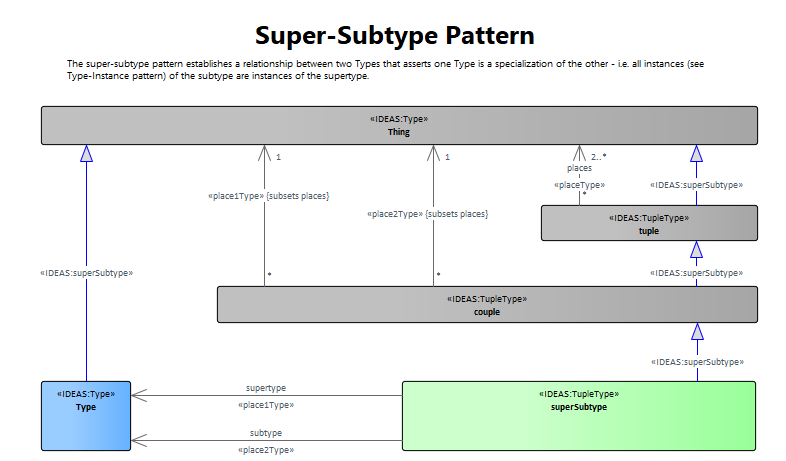 Super-Subtype Pattern
The super-subtype pattern establishes a relationship between two Types that asserts one Type is a specialization of the other - i.e. all instances (see
Type-Instance pattern) of the subtype are instances of the supertype.
«IDEAS:Type»
Thing
1
1
2..*
places
«placeType»
*
«IDEAS:superSubtype»
«place1Type» {subsets places}
«place2Type» {subsets places}
«IDEAS:TupleType»
tuple
«IDEAS:superSubtype»
*
*
«IDEAS:superSubtype»
«IDEAS:TupleType»
couple
«IDEAS:superSubtype»
«IDEAS:Type»
Type
supertype
«place1Type»
subtype
«place2Type»
«IDEAS:TupleType»
superSubtype